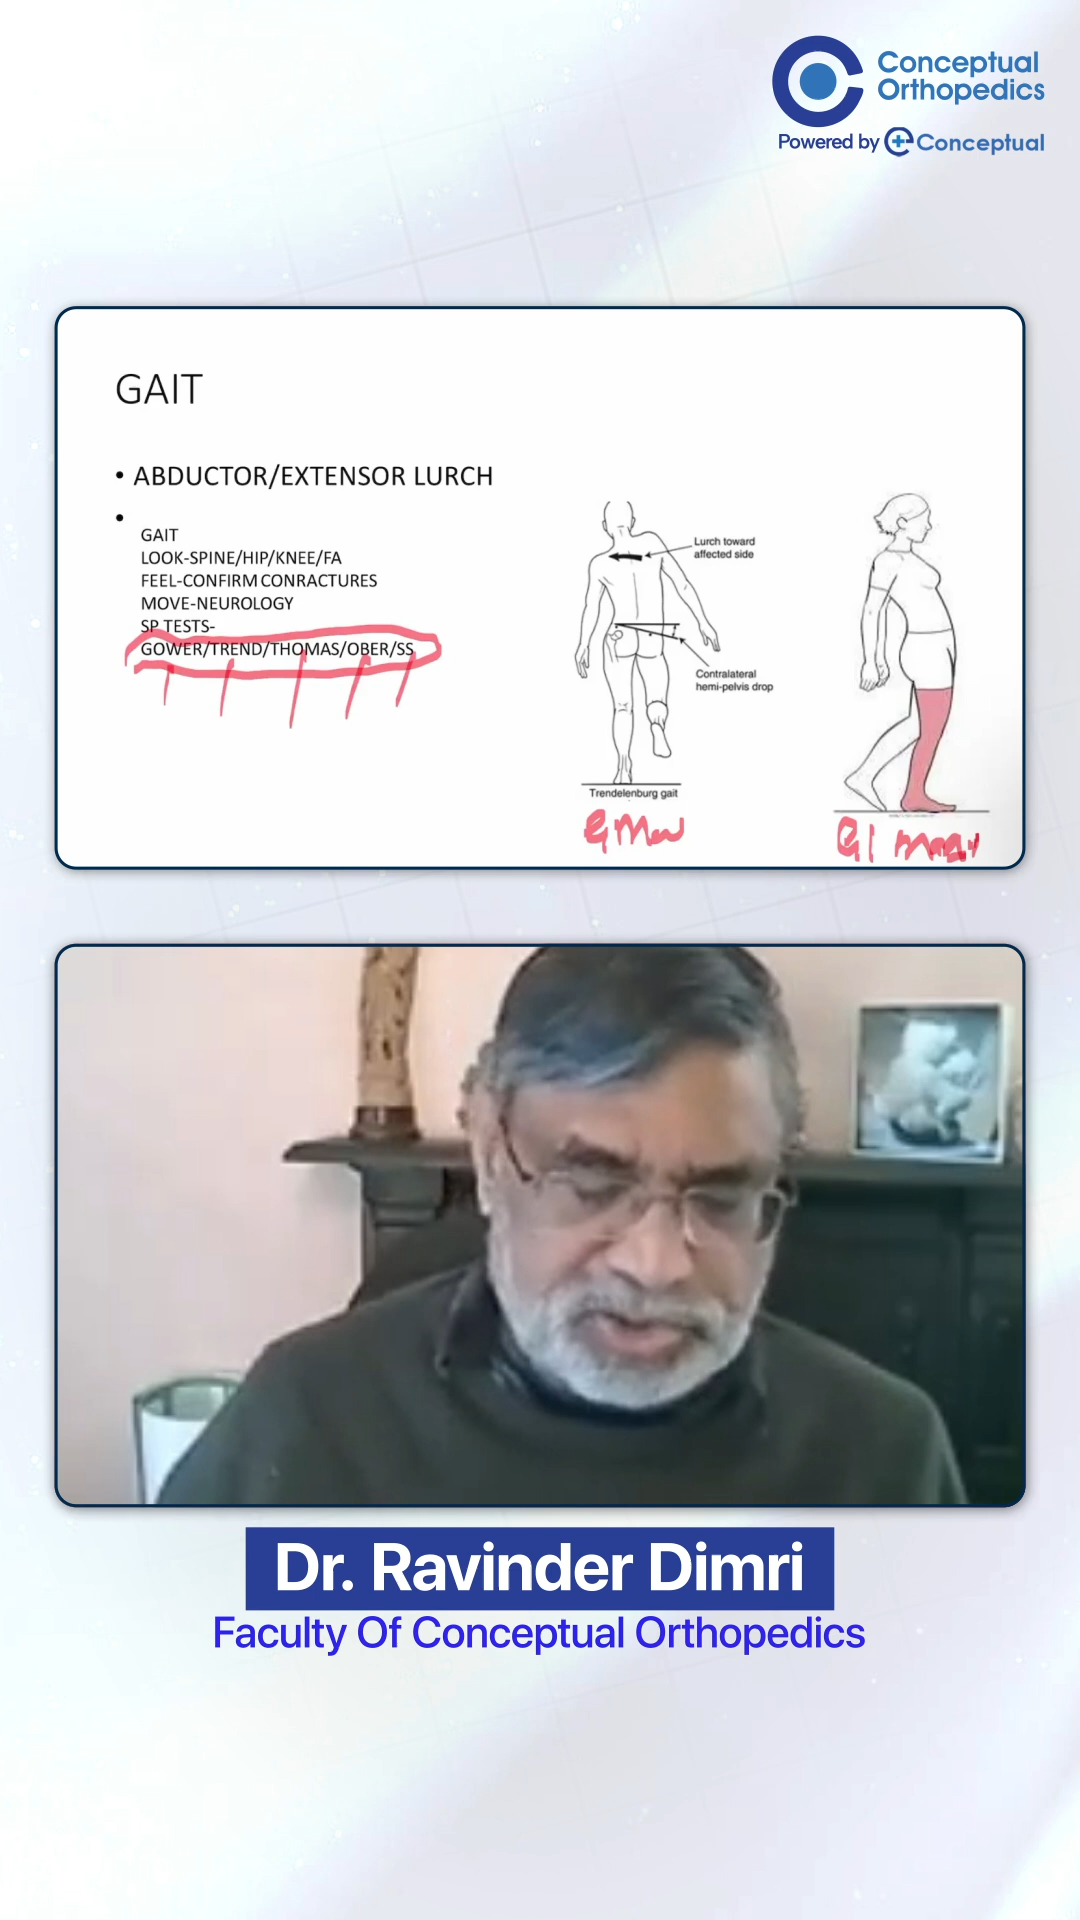 Conceptual
Orthopedics
Powered by Conceptual
GAIT
• ABDUCTOR/EXTENSOR LURCH
•
GAIT
LOOK-SPINE/HIP/KNEE/FA
FEEL-CONFIRM CONRACTURES
MOVE-NEUROLOGY
SP TESTS-
GOWER/TREND/THOMAS/OBER/SS
Lurch toward
affected side
Contralateral
hemi-pelvis drop
Trendelenburg gait
Dr. Ravinder Dimri
Faculty Of Conceptual Orthopedics